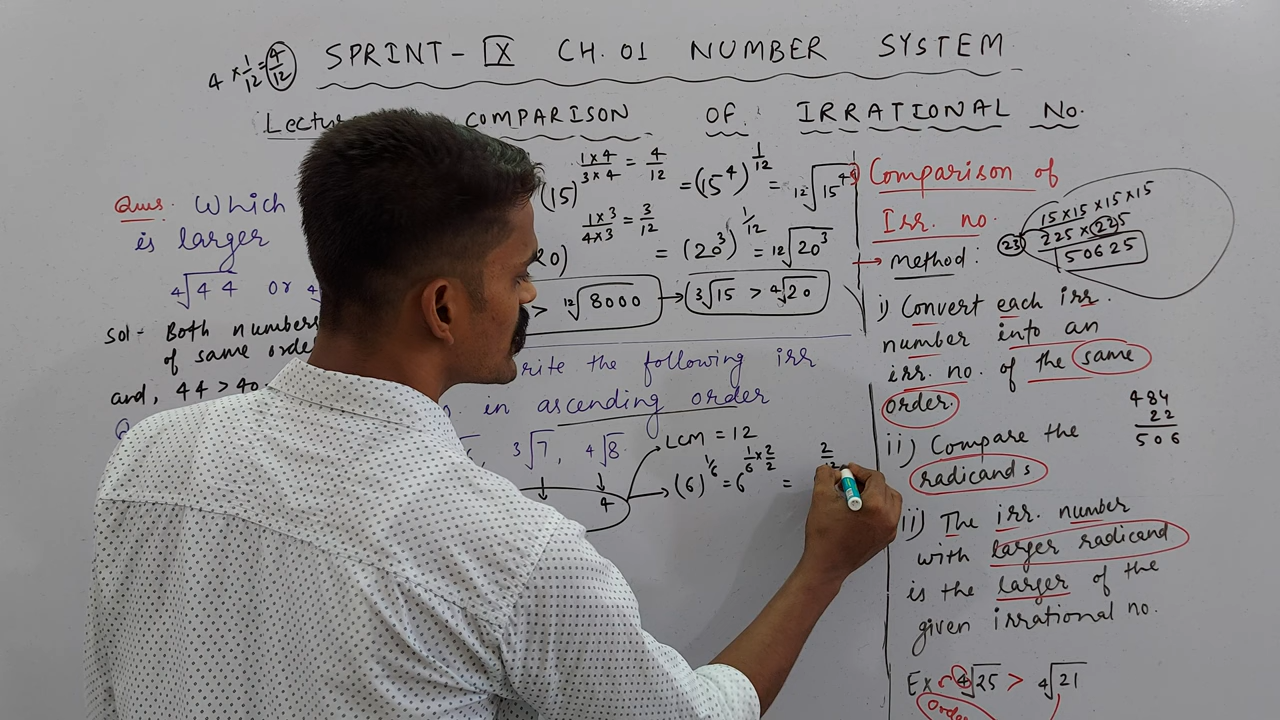 4 × 1/12 = 4/12
SPRINT- IX CH. 01 NUMBER SYSTEM
COMPARISON OF IRRATIONAL No.
Ques. Which
is larger
∜44 or
Sol- Both numbers
of same order
and, 44 > 40
(15)^(1×4/3×4) = 4/12 = (15⁴)^(1/12) = ¹²√15⁴
20) 1×3/4×3 = 3/12 = (20³)^(1/12) = ¹²√20³
> ¹²√8000 → ³√15 > ⁴√20
the following irr
in ascending order
³√7, ⁴√8
4
LCM = 12
(6)^(1/6) = 6^(1/6 × 2/2) = 2/12
Comparison of
Irr. no.
→ Method:
15×15×15×15
23 225 × 225
50625
i) Convert each irr.
number into an
irr. no. of the same
order.
484
22
506
ii) Compare the
radicands
ii) The irr. number
with larger radicand
is the larger of the
given irrational no.
Ex ⁴√25 > ⁴√21
order